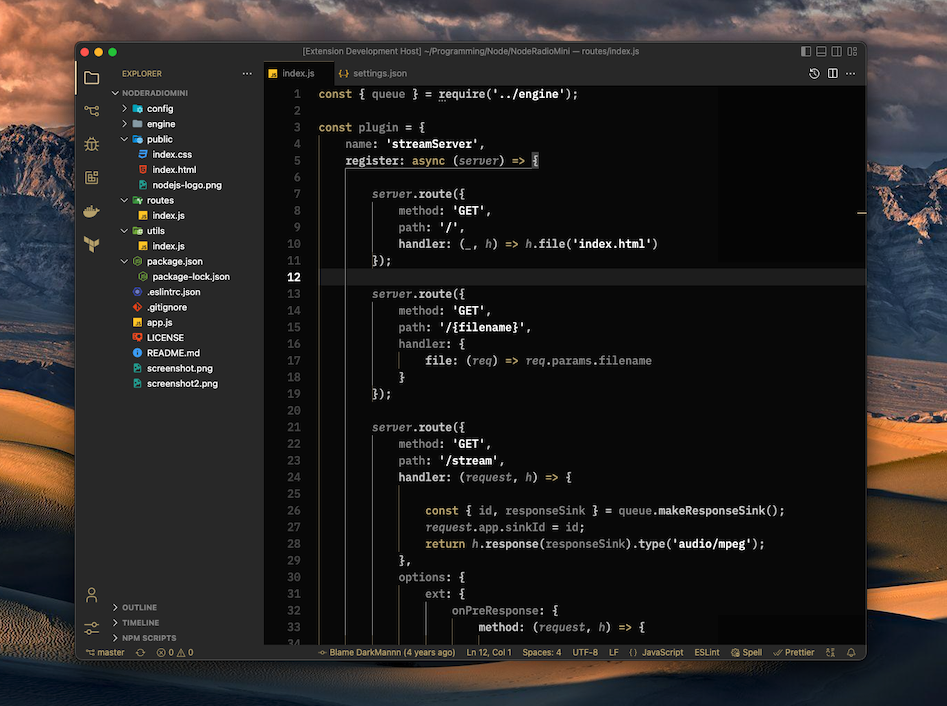 [Extension Development Host] ~/Programming/Node/NodeRadioMini — routes/index.js
EXPLORER
NODERADIOMINI
config
engine
public
index.css
index.html
nodejs-logo.png
routes
index.js
utils
index.js
package.json
package-lock.json
.eslintrc.json
.gitignore
app.js
LICENSE
README.md
screenshot.png
screenshot2.png
OUTLINE
TIMELINE
NPM SCRIPTS
index.js
settings.json
1 const { queue } = require('../engine');
2
3 const plugin = {
4 name: 'streamServer',
5 register: async (server) => {
6
7 server.route({
8 method: 'GET',
9 path: '/',
10 handler: (_, h) => h.file('index.html')
11 });
12
13 server.route({
14 method: 'GET',
15 path: '/{filename}',
16 handler: {
17 file: (req) => req.params.filename
18 }
19 });
20
21 server.route({
22 method: 'GET',
23 path: '/stream',
24 handler: (request, h) => {
25
26 const { id, responseSink } = queue.makeResponseSink();
27 request.app.sinkId = id;
28 return h.response(responseSink).type('audio/mpeg');
29 },
30 options: {
31 ext: {
32 onPreResponse: {
33 method: (request, h) => {
34
master 0 0 Blame DarkMannn (4 years ago) Ln 12, Col 1 Spaces: 4 UTF-8 LF {} JavaScript ESLint Spell Prettier